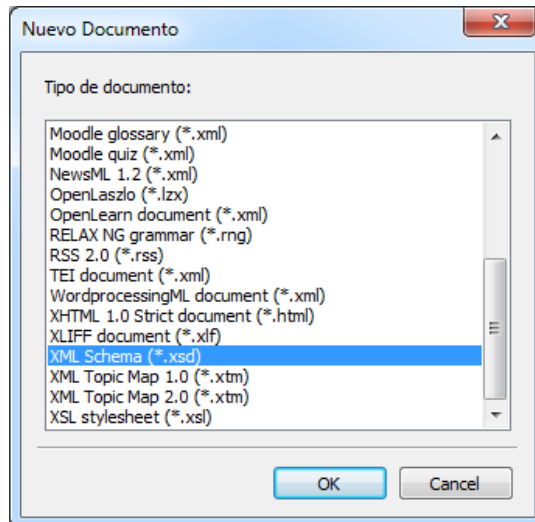 Nuevo Documento
Tipo de documento:
Moodle glossary (*.xml)
Moodle quiz (*.xml)
NewsML 1.2 (*.xml)
OpenLaszlo (*.lzx)
OpenLearn document (*.xml)
RELAX NG grammar (*.rng)
RSS 2.0 (*.rss)
TEI document (*.xml)
WordprocessingML document (*.xml)
XHTML 1.0 Strict document (*.html)
XLIFF document (*.xlf)
XML Schema (*.xsd)
XML Topic Map 1.0 (*.xtm)
XML Topic Map 2.0 (*.xtm)
XSL stylesheet (*.xsl)
OK Cancel